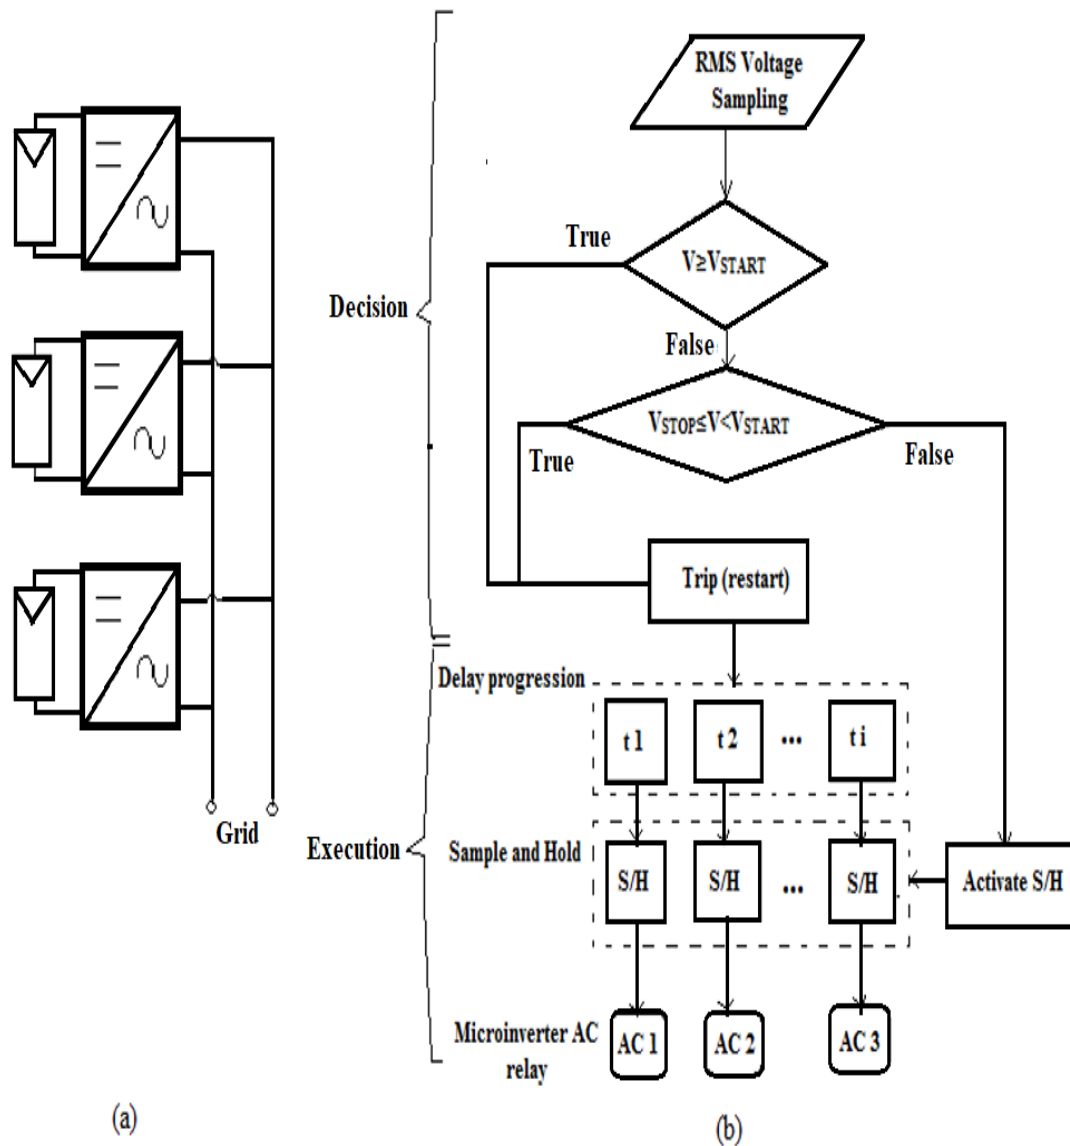 RMS Voltage
Sampling
True
V≥VSTART
Decision
False
VSTOP≤V<VSTART
True
False
Trip (restart)
Delay progression
t 1
t 2
...
t i
Grid
Execution
Sample and Hold
S/H
S/H
...
S/H
Activate S/H
Microinverter AC
relay
AC 1
AC 2
AC 3
(a)
(b)